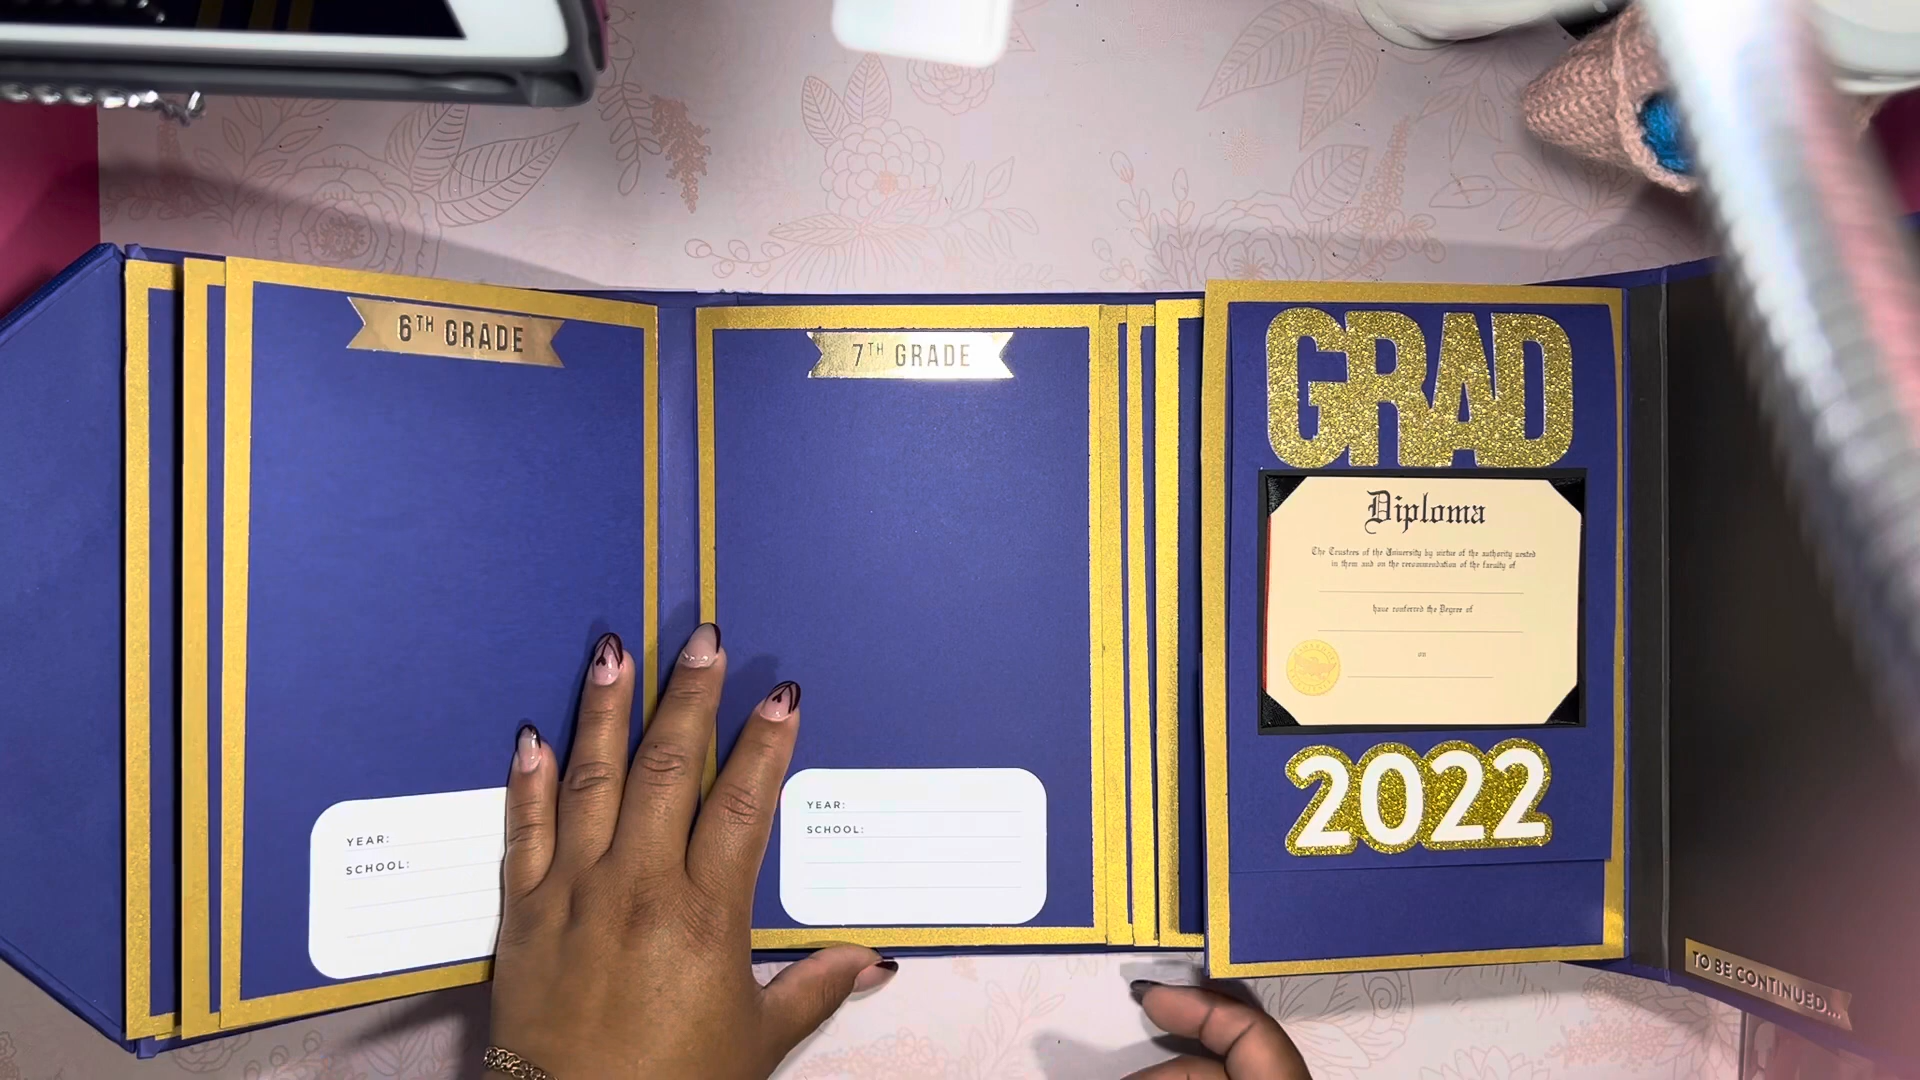 6TH GRADE
YEAR:
SCHOOL:
7TH GRADE
YEAR:
SCHOOL:
GRAD
Diploma
The Trustees of the University by virtue of the authority vested
in them and on the recommendation of the faculty of
have conferred the Degree of
on
2022
TO BE CONTINUED...